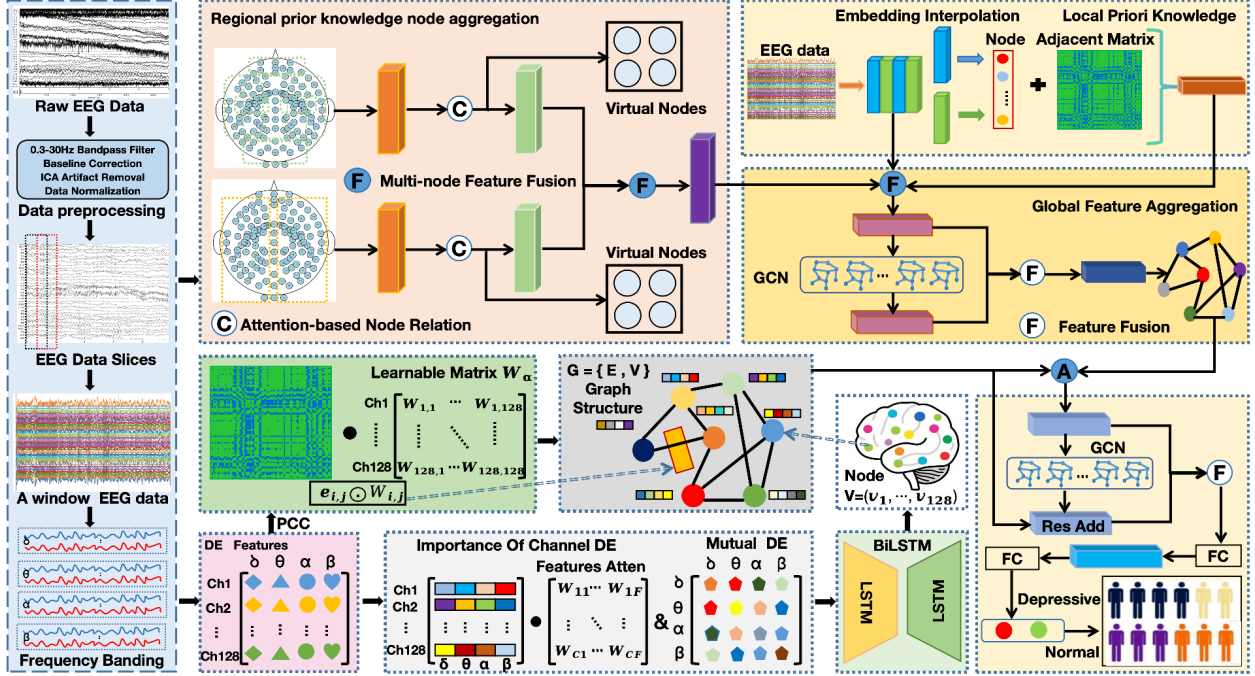 Raw EEG Data
0.3-30Hz Bandpass Filter
Baseline Correction
ICA Artifact Removal
Data Normalization
Data preprocessing
EEG Data Slices
A window EEG data
δ
θ
α
β
Frequency Banding
Regional prior knowledge node aggregation
C
Virtual Nodes
F Multi-node Feature Fusion
F
C
Virtual Nodes
C Attention-based Node Relation
Embedding Interpolation
Local Priori Knowledge
EEG data
Node
Adjacent Matrix
F
Global Feature Aggregation
GCN
F
F Feature Fusion
Learnable Matrix Wα
Ch1
W1,1 ··· W1,128
Ch128
W128,1 ··· W128,128
ei,j ⊙ Wi,j
PCC
G = { E , V }
Graph
Structure
Node
V=(v1, ··· , v128)
A
GCN
F
Res Add
FC
FC
Depressive
Normal
DE Features
δ θ α β
Ch1
Ch2
Ch128
Importance Of Channel DE
Features Atten
Ch1
Ch2
Ch128
δ θ α β
W11 ··· W1F
WC1 ··· WCF
&
Mutual DE
δ θ α β
δ
θ
α
β
BiLSTM
LSTM
LSTM